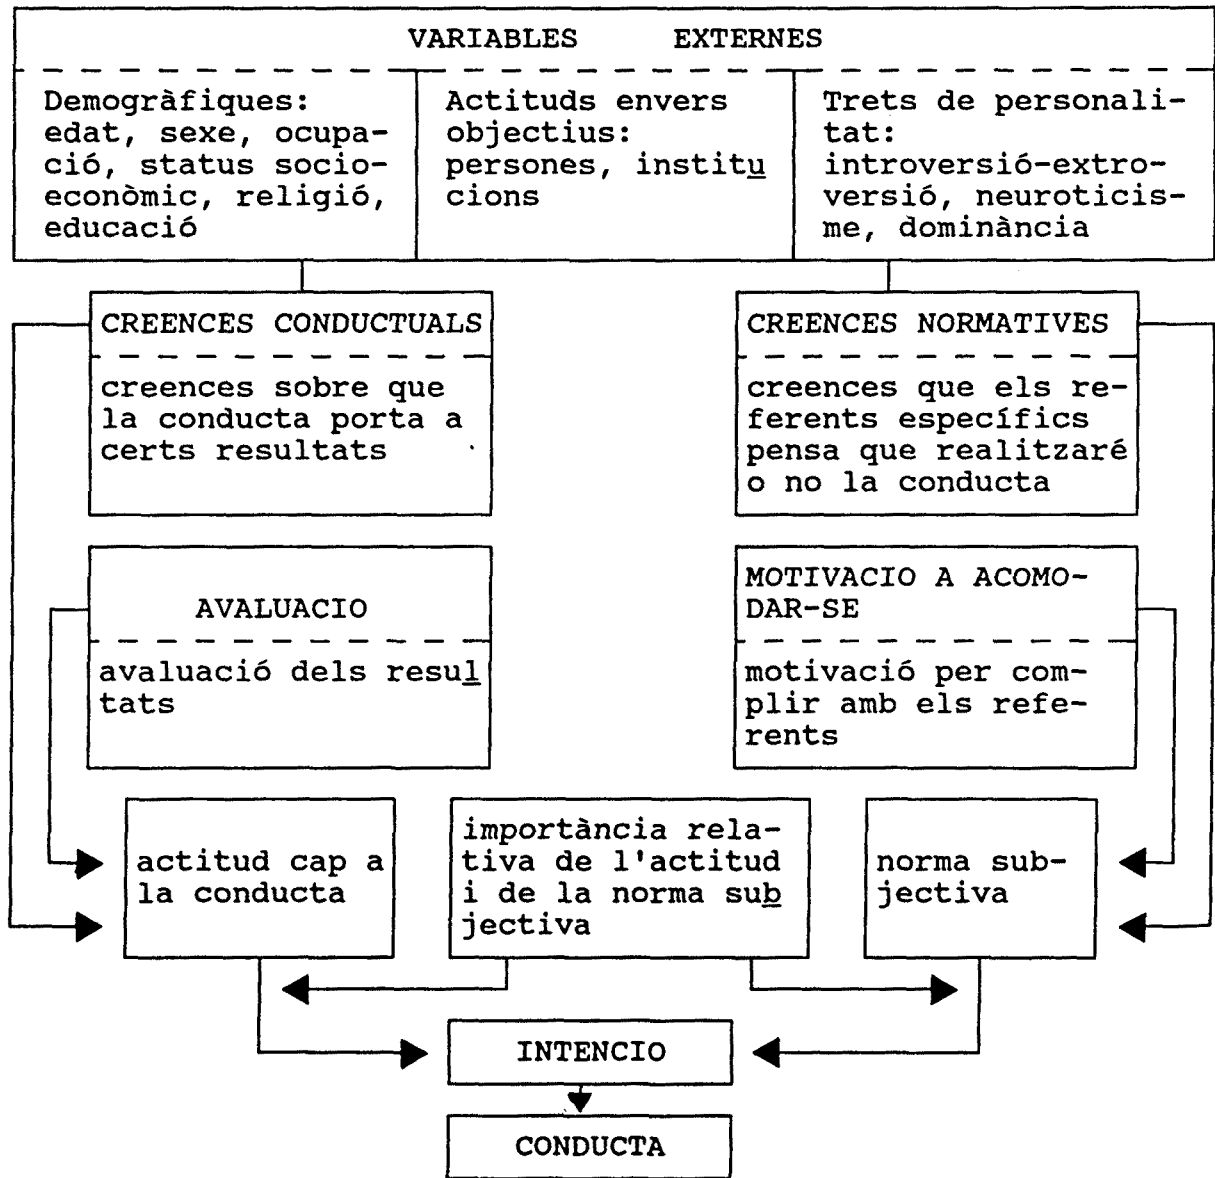 VARIABLES EXTERNES
Demogràfiques:
edat, sexe, ocupa-
ció, status socio-
econòmic, religió,
educació
Actituds envers
objectius:
persones, institu
cions
Trets de personali-
tat:
introversió-extro-
versió, neuroticis-
me, dominància
CREENCES CONDUCTUALS
creences sobre que
la conducta porta a
certs resultats
CREENCES NORMATIVES
creences que els re-
ferents específics
pensa que realitzaré
o no la conducta
AVALUACIO
avaluació dels resul
tats
MOTIVACIO A ACOMO-
DAR-SE
motivació per com-
plir amb els refe-
rents
actitud cap a
la conducta
importància rela-
tiva de l'actitud
i de la norma sub
jectiva
norma sub-
jectiva
INTENCIO
CONDUCTA